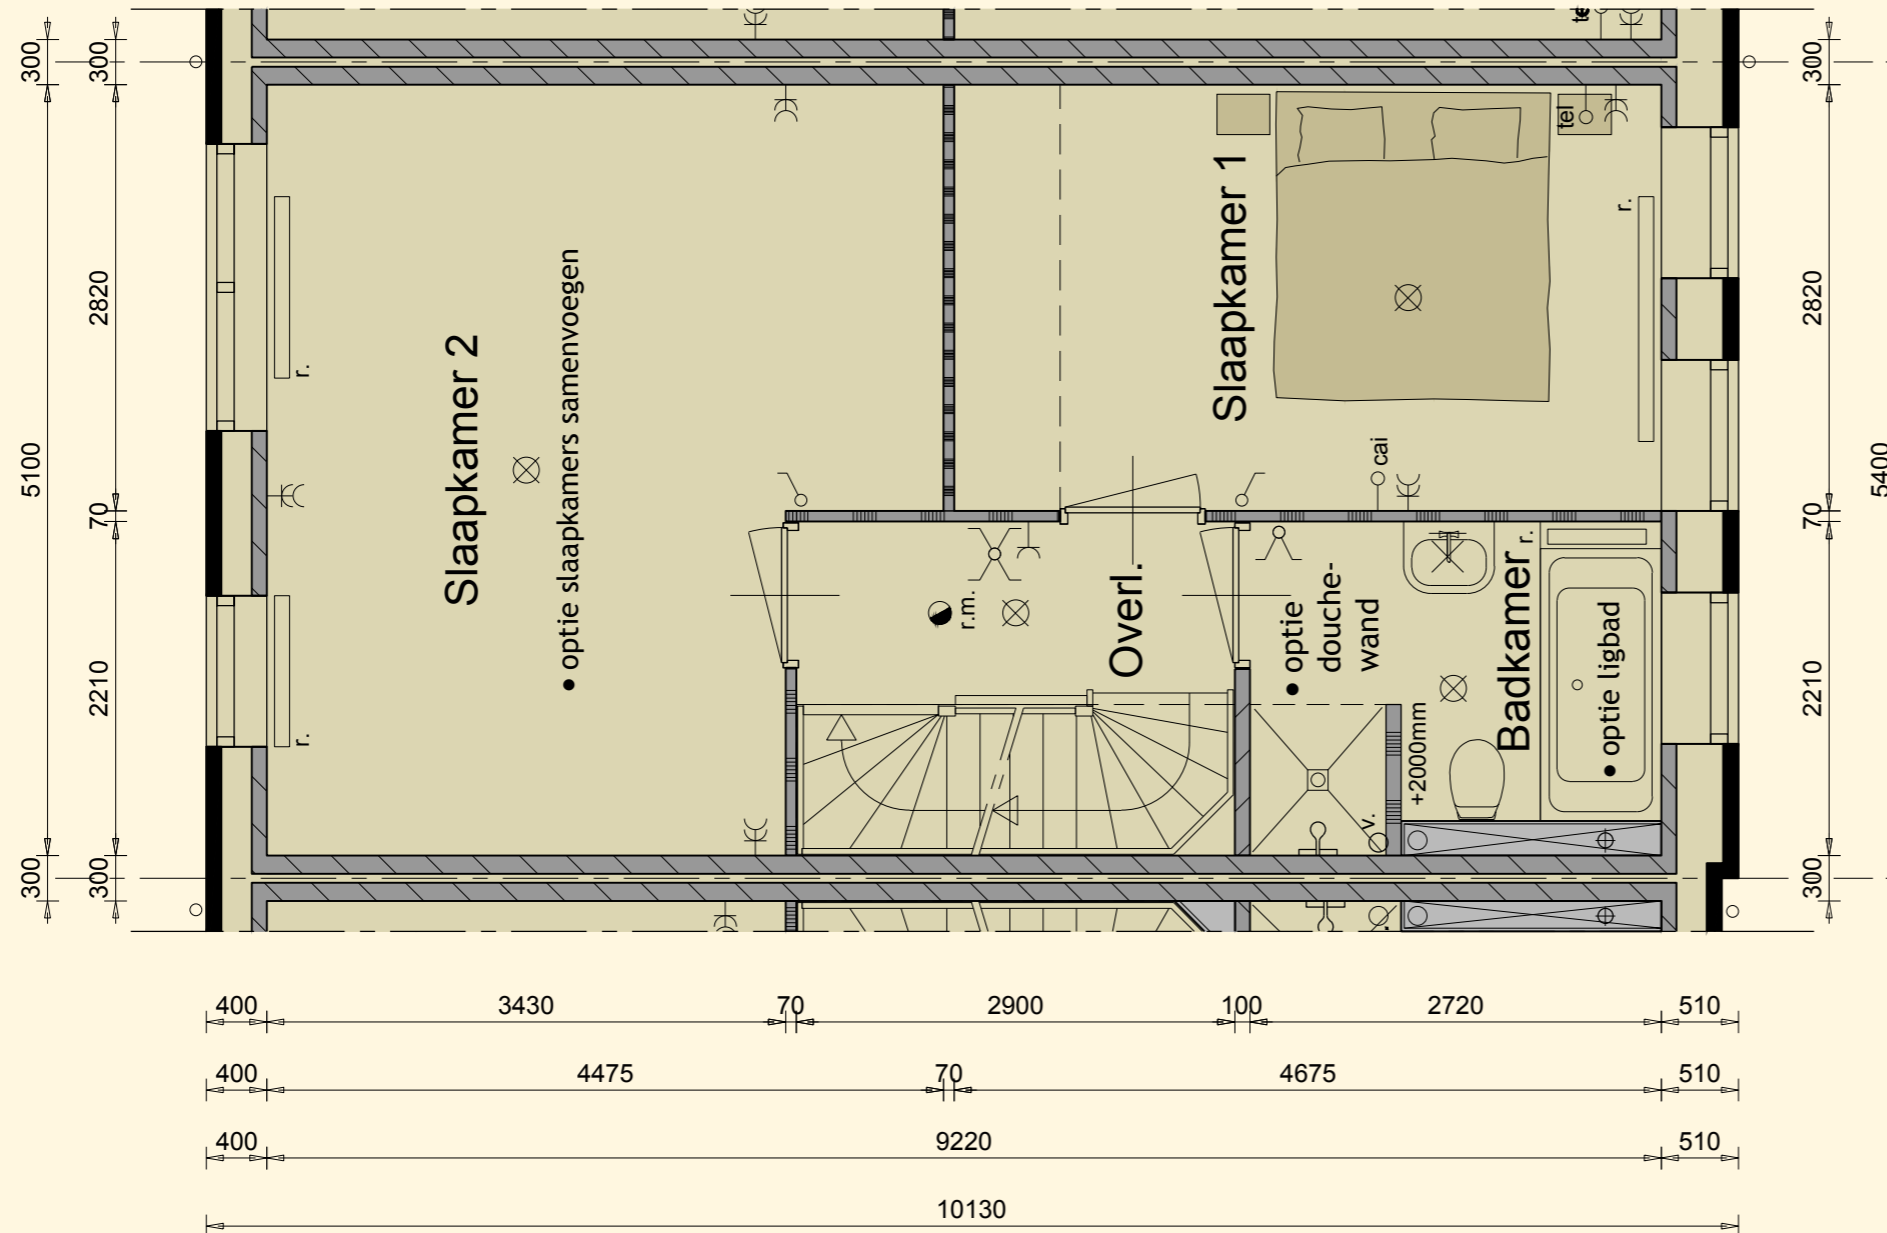 te
300
300
300
tel
Slaapkamer 1
r.
2820
2820
Slaapkamer 2
• optie slaapkamers samenvoegen
r.
cai
5100
5400
70
70
r.m.
Overl.
• optie
douche-
wand
Badkamer
r.
• optie ligbad
2210
2210
r.
+2000mm
v.
300
300
300
400
3430
70
2900
100
2720
510
400
4475
70
4675
510
400
9220
510
10130